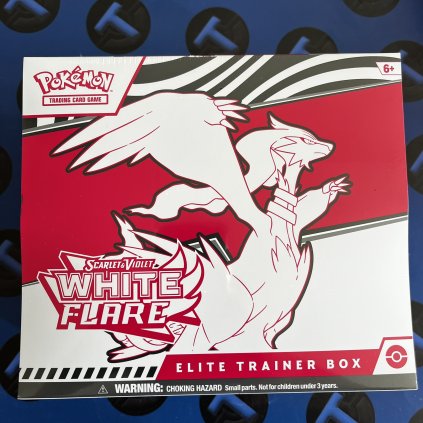 Pokémon
TRADING CARD GAME
6+
SCARLET & VIOLET
WHITE
FLARE
ELITE TRAINER BOX
WARNING: CHOKING HAZARD Small parts. Not for children under 3 years.